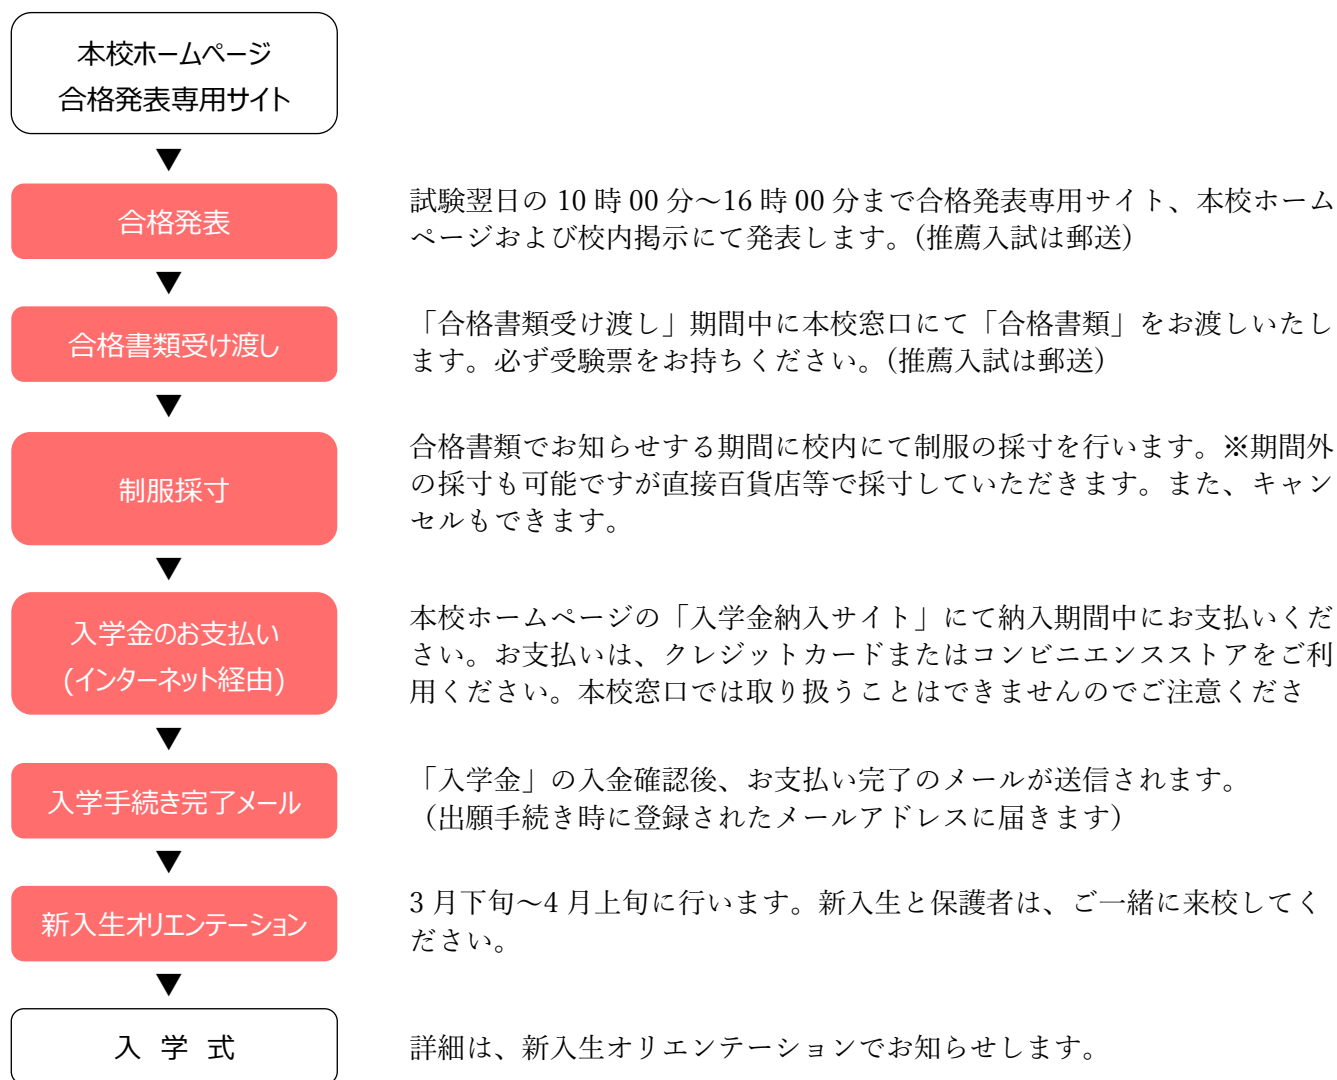 本校ホームページ
合格発表専用サイト
▼
合格発表
試験翌日の 10 時 00 分～16 時 00 分まで合格発表専用サイト、本校ホーム
ページおよび校内掲示にて発表します。(推薦入試は郵送)
▼
合格書類受け渡し
「合格書類受け渡し」期間中に本校窓口にて「合格書類」をお渡しいたし
ます。必ず受験票をお持ちください。(推薦入試は郵送)
▼
制服採寸
合格書類でお知らせする期間に校内にて制服の採寸を行います。※期間外
の採寸も可能ですが直接百貨店等で採寸していただきます。また、キャン
セルもできます。
▼
入学金のお支払い
(インターネット経由)
本校ホームページの「入学金納入サイト」にて納入期間中にお支払いくだ
さい。お支払いは、クレジットカードまたはコンビニエンスストアをご利
用ください。本校窓口では取り扱うことはできませんのでご注意くださ
▼
入学手続き完了メール
「入学金」の入金確認後、お支払い完了のメールが送信されます。
（出願手続き時に登録されたメールアドレスに届きます）
▼
新入生オリエンテーション
3 月下旬～4 月上旬に行います。新入生と保護者は、ご一緒に来校してく
ださい。
▼
入 学 式
詳細は、新入生オリエンテーションでお知らせします。